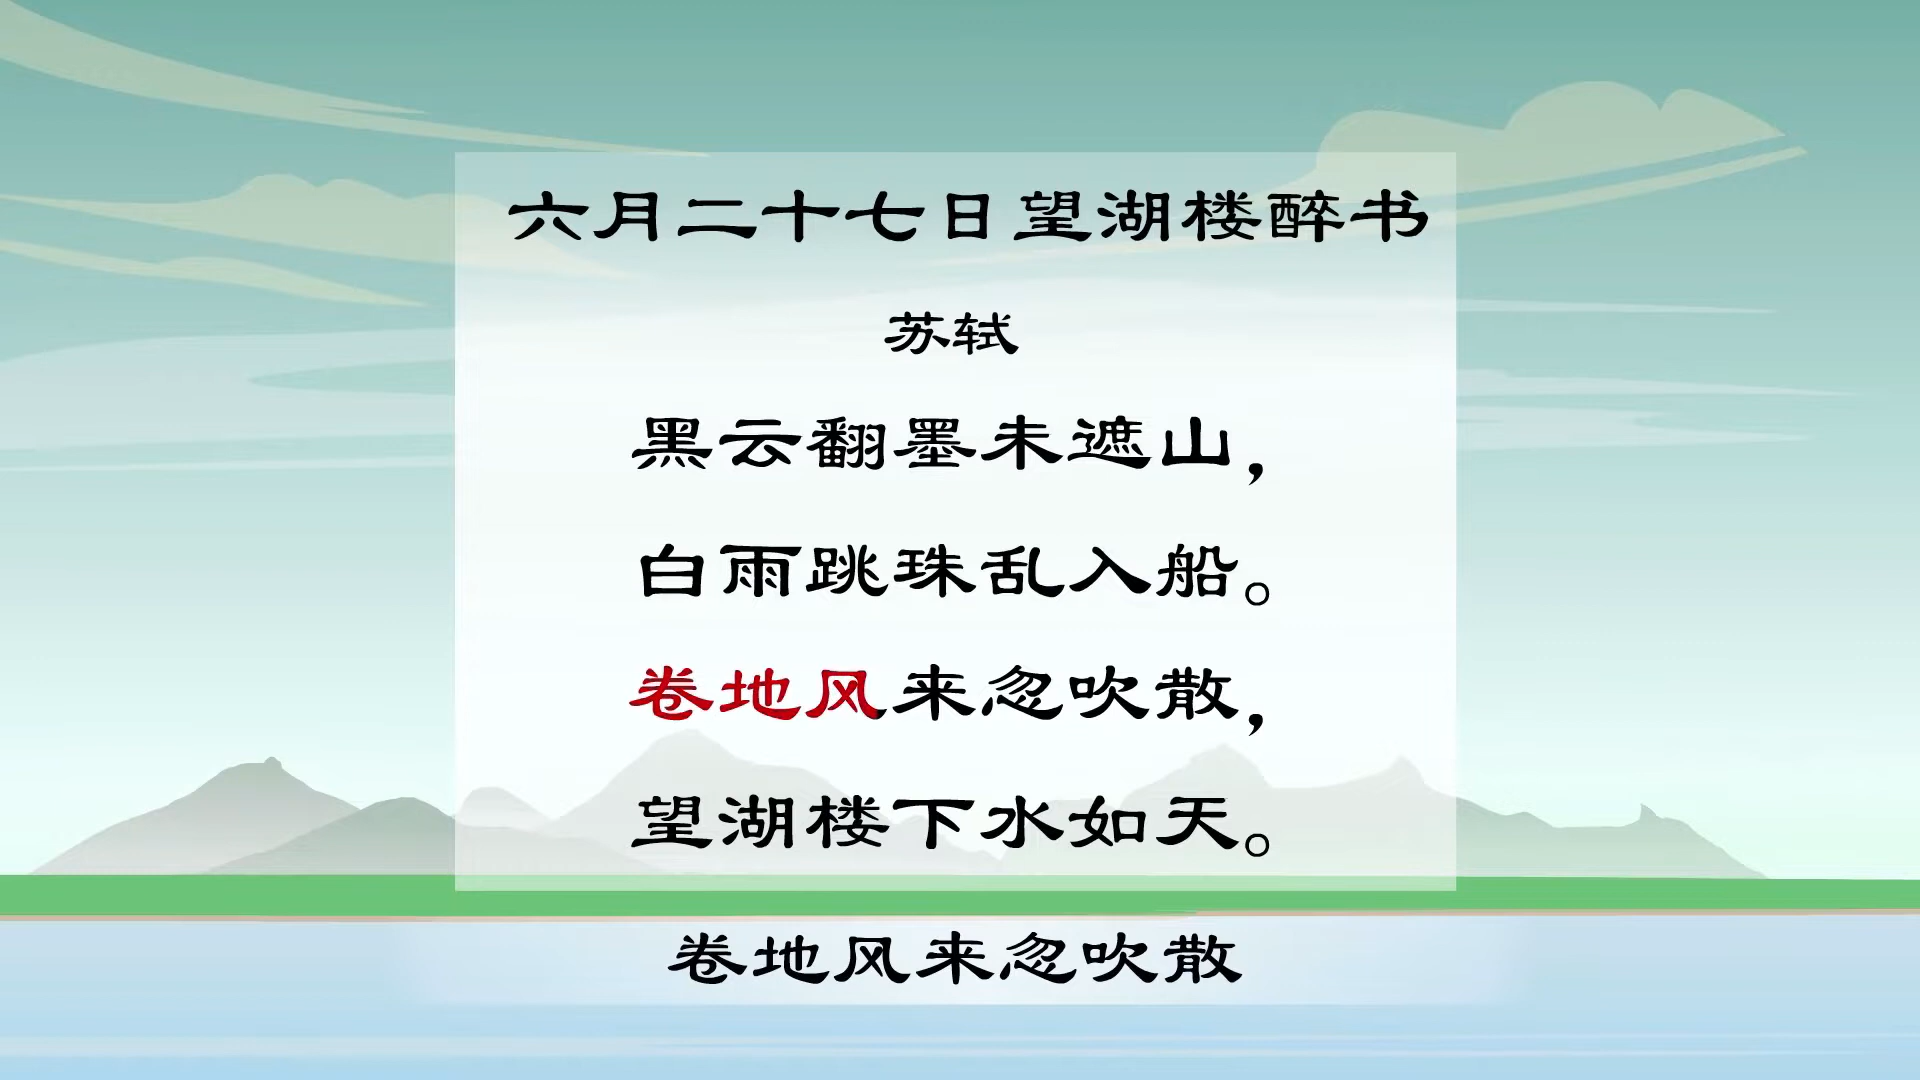 六月二十七日望湖楼醉书
苏轼
黑云翻墨未遮山，
白雨跳珠乱入船。
卷地风来忽吹散，
望湖楼下水如天。
卷地风来忽吹散